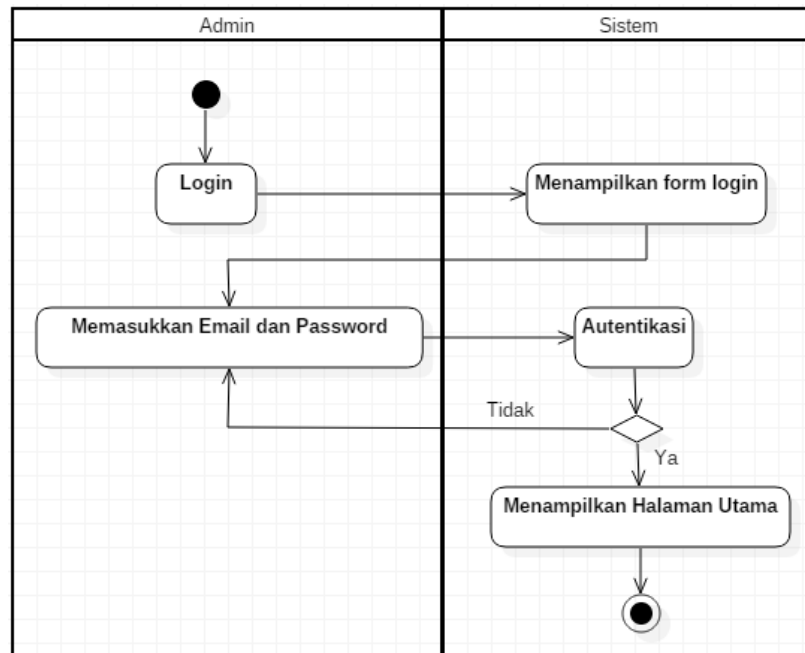 Admin
Sistem
Login
Menampilkan form login
Memasukkan Email dan Password
Autentikasi
Tidak
Ya
Menampilkan Halaman Utama